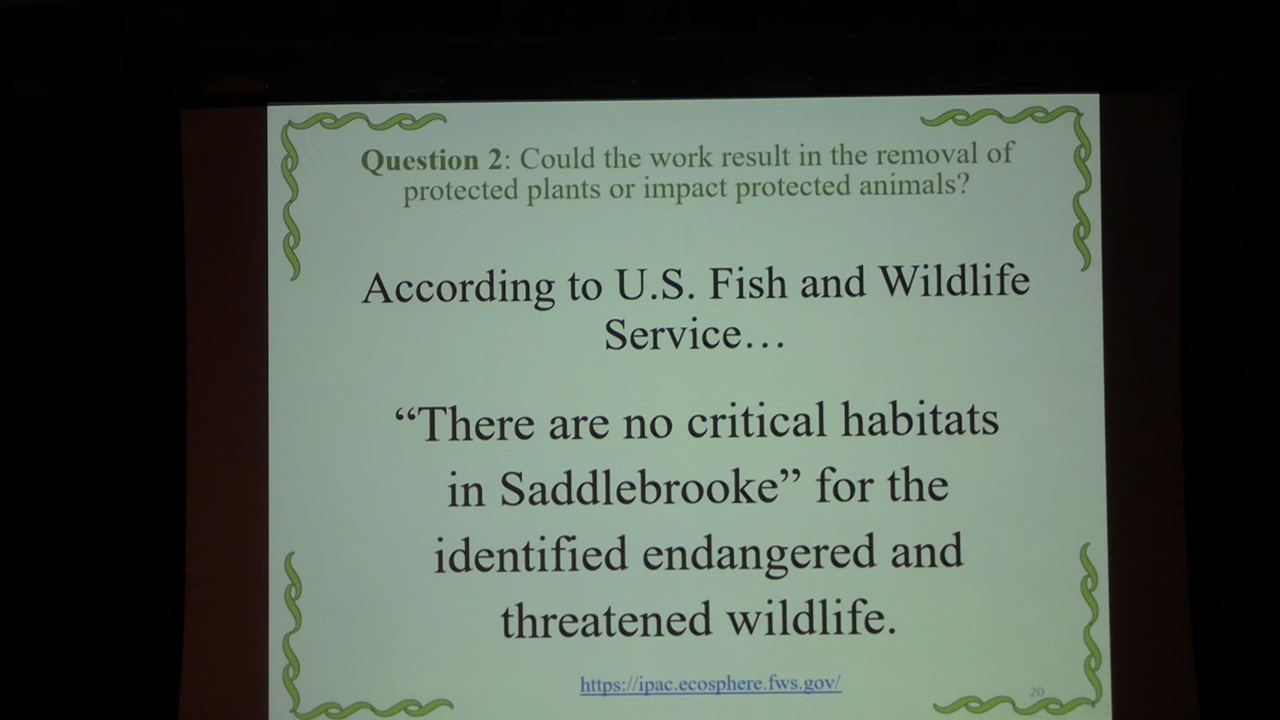 Question 2: Could the work result in the removal of
protected plants or impact protected animals?
According to U.S. Fish and Wildlife
Service…
“There are no critical habitats
in Saddlebrooke” for the
identified endangered and
threatened wildlife.
https://ipac.ecosphere.fws.gov/
20